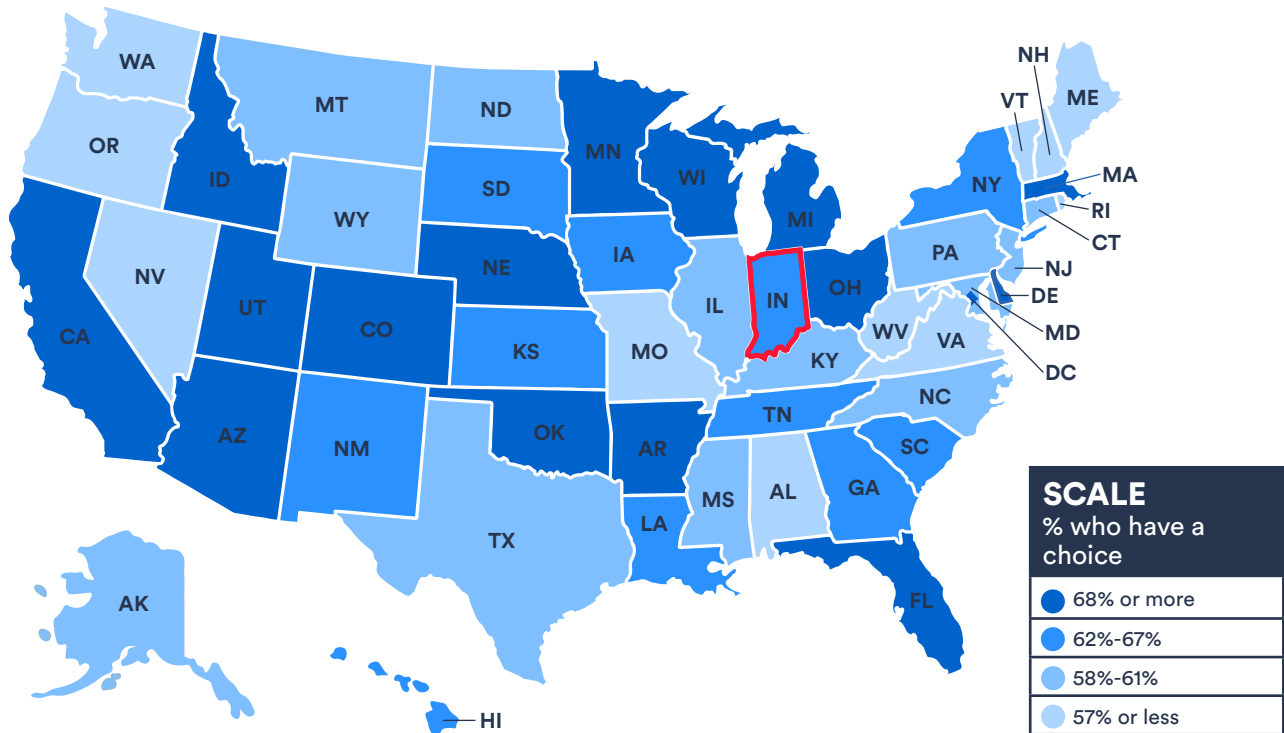 WA
MT
ND
MN
OR
ID
SD
WI
MI
WY
NY
VT
NH
ME
MA
RI
CT
NE
IA
PA
NJ
NV
UT
IL
IN
OH
DE
MD
DC
CA
CO
KS
MO
KY
WV
VA
AZ
NM
OK
AR
TN
NC
SC
TX
LA
MS
AL
GA
FL
AK
HI
SCALE
% who have a
choice
68% or more
62%-67%
58%-61%
57% or less